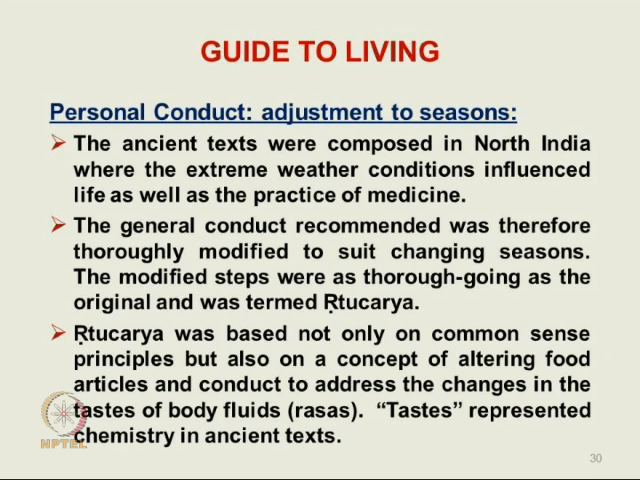 GUIDE TO LIVING
Personal Conduct: adjustment to seasons:
➢ The ancient texts were composed in North India
where the extreme weather conditions influenced
life as well as the practice of medicine.
➢ The general conduct recommended was therefore
thoroughly modified to suit changing seasons.
The modified steps were as thorough-going as the
original and was termed Ṛtucarya.
➢ Ṛtucarya was based not only on common sense
principles but also on a concept of altering food
articles and conduct to address the changes in the
tastes of body fluids (rasas). “Tastes” represented
chemistry in ancient texts.
NPTEL
30